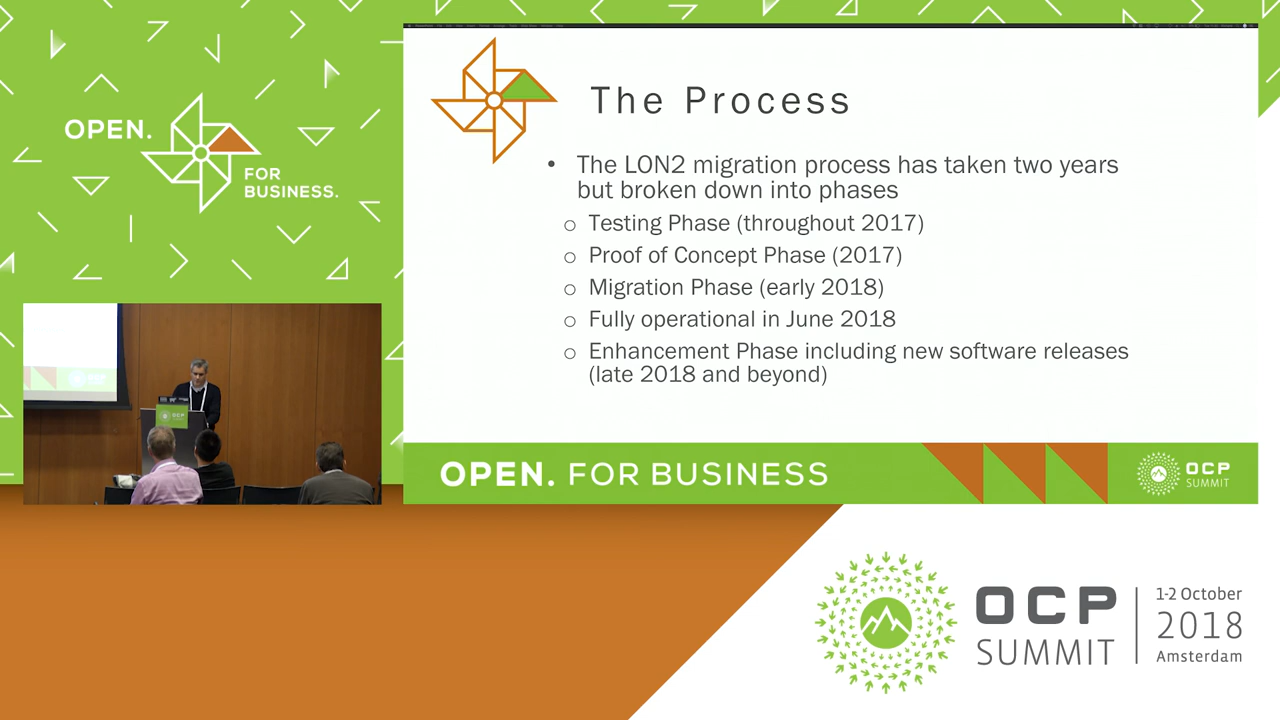 OPEN.
FOR
BUSINESS.
The Process
• The LON2 migration process has taken two years
but broken down into phases
o Testing Phase (throughout 2017)
o Proof of Concept Phase (2017)
o Migration Phase (early 2018)
o Fully operational in June 2018
o Enhancement Phase including new software releases
(late 2018 and beyond)
OPEN. FOR BUSINESS
OCP
SUMMIT
OCP
OCP
SUMMIT
1-2 October
2018
Amsterdam